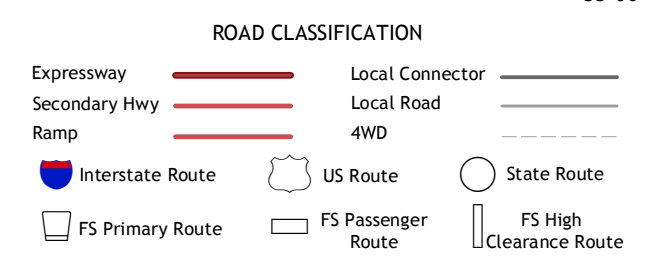 ROAD CLASSIFICATION
Expressway
Local Connector
Secondary Hwy
Local Road
Ramp
4WD
Interstate Route
US Route
State Route
FS Primary Route
FS Passenger
Route
FS High
Clearance Route